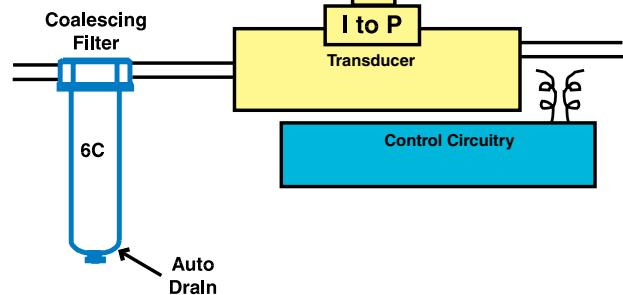 Coalescing
Filter
I to P
Transducer
Control Circuitry
6C
Auto
Drain